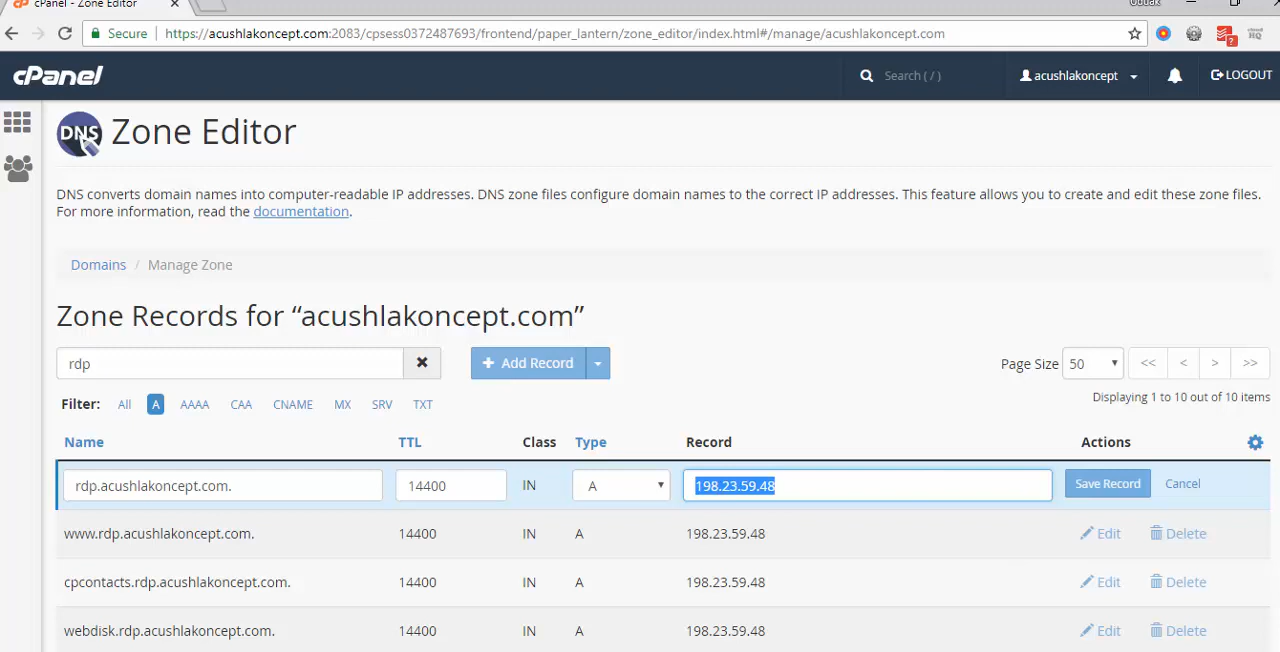 cPanel - Zone Editor
Secure https://acushlakoncept.com:2083/cpsess0372487693/frontend/paper_lantern/zone_editor/index.html#/manage/acushlakoncept.com
HQ
cPanel Search ( / ) acushlakoncept LOGOUT
DNS Zone Editor
DNS converts domain names into computer-readable IP addresses. DNS zone files configure domain names to the correct IP addresses. This feature allows you to create and edit these zone files.
For more information, read the documentation.
Domains / Manage Zone
Zone Records for “acushlakoncept.com”
rdp + Add Record Page Size 50 << < > >>
Displaying 1 to 10 out of 10 items
Filter: All A AAAA CAA CNAME MX SRV TXT
Name TTL Class Type Record Actions
rdp.acushlakoncept.com. 14400 IN A 198.23.59.48 Save Record Cancel
www.rdp.acushlakoncept.com. 14400 IN A 198.23.59.48 Edit Delete
cpcontacts.rdp.acushlakoncept.com. 14400 IN A 198.23.59.48 Edit Delete
webdisk.rdp.acushlakoncept.com. 14400 IN A 198.23.59.48 Edit Delete